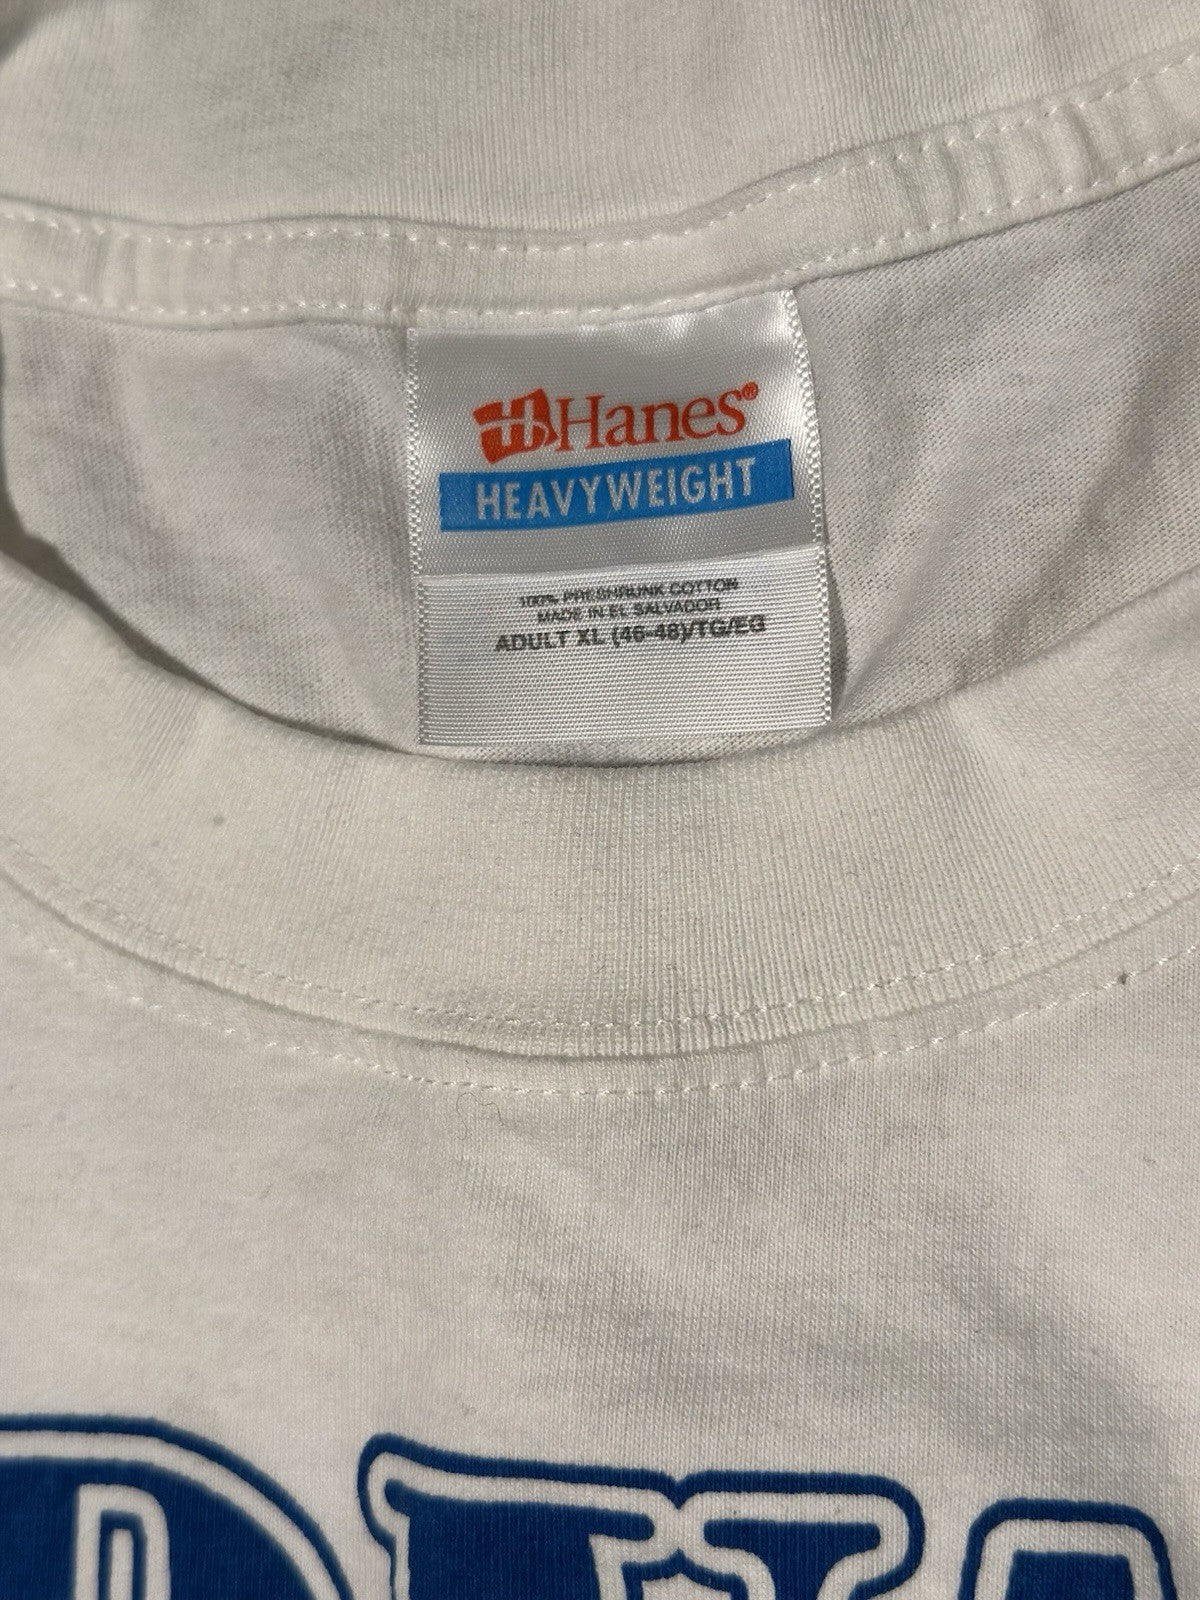 Hanes®
HEAVYWEIGHT
100% PRESHRUNK COTTON
MADE IN EL SALVADOR
ADULT XL (46-48)/TG/EG